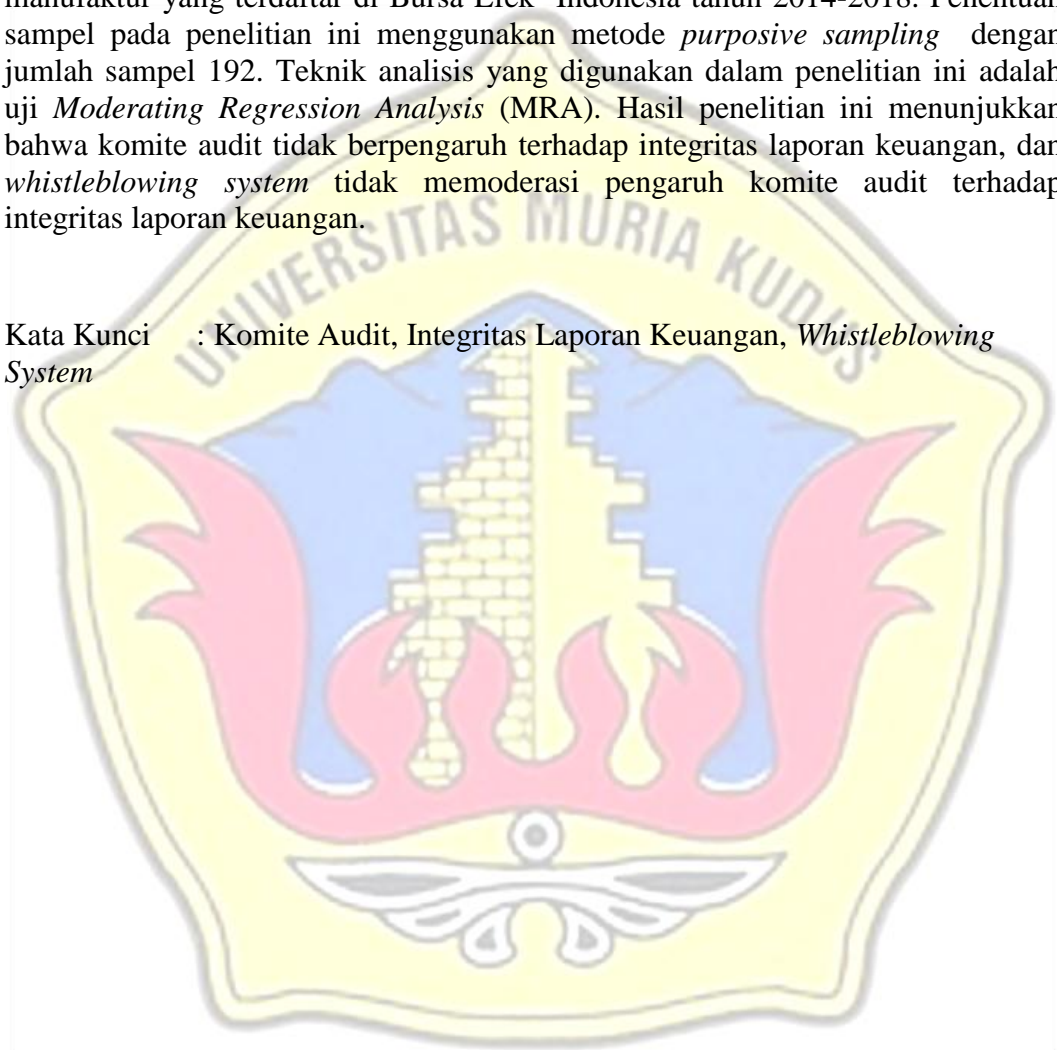 manufaktur yang terdaftar di Bursa Efek Indonesia tahun 2014-2018. Penentuan
sampel pada penelitian ini menggunakan metode purposive sampling dengan
jumlah sampel 192. Teknik analisis yang digunakan dalam penelitian ini adalah
uji Moderating Regression Analysis (MRA). Hasil penelitian ini menunjukkan
bahwa komite audit tidak berpengaruh terhadap integritas laporan keuangan, dan
whistleblowing system tidak memoderasi pengaruh komite audit terhadap
integritas laporan keuangan.
UNIVERSITAS MURIA KUDUS
Kata Kunci : Komite Audit, Integritas Laporan Keuangan, Whistleblowing
System